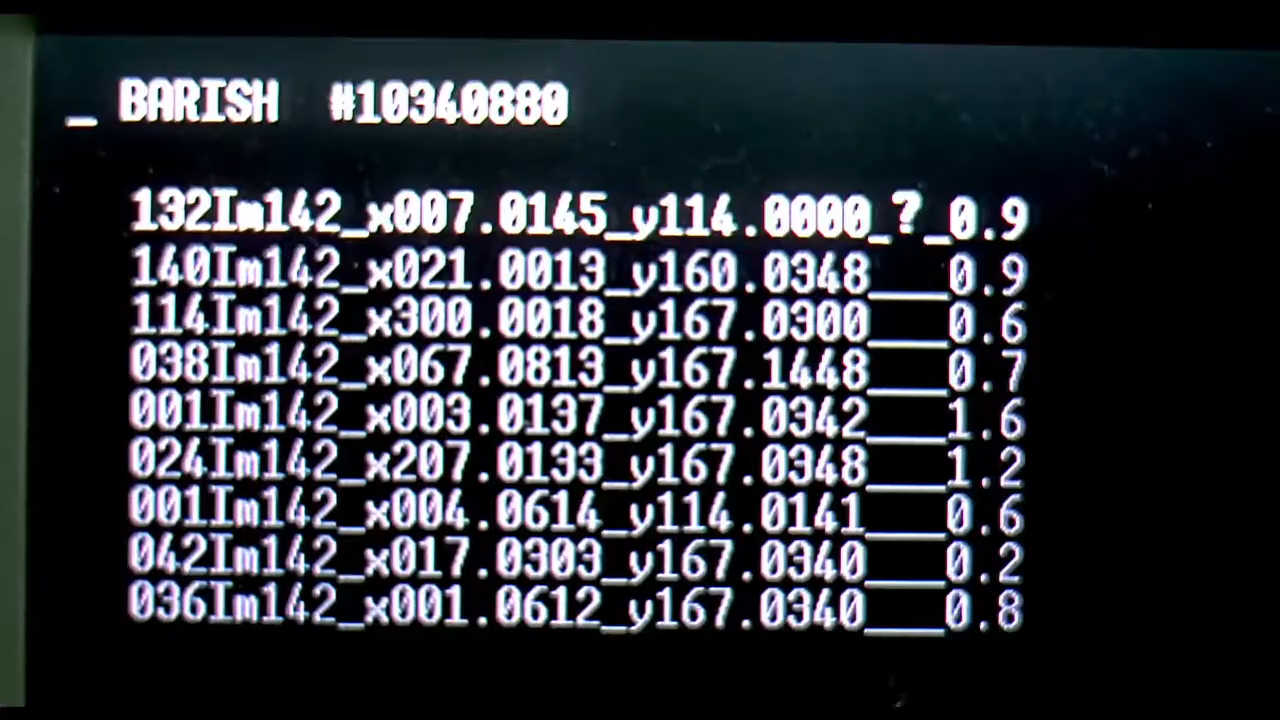 _ BARISH #10340880
132Im142_x007.0145_y114.0000_?_0.9
140Im142_x021.0013_y160.0348___0.9
114Im142_x300.0018_y167.0300___0.6
038Im142_x067.0813_y167.1448___0.7
001Im142_x003.0137_y167.0342___1.6
024Im142_x207.0133_y167.0348___1.2
001Im142_x004.0614_y114.0141___0.6
042Im142_x017.0303_y167.0340___0.2
036Im142_x001.0612_y167.0340___0.8